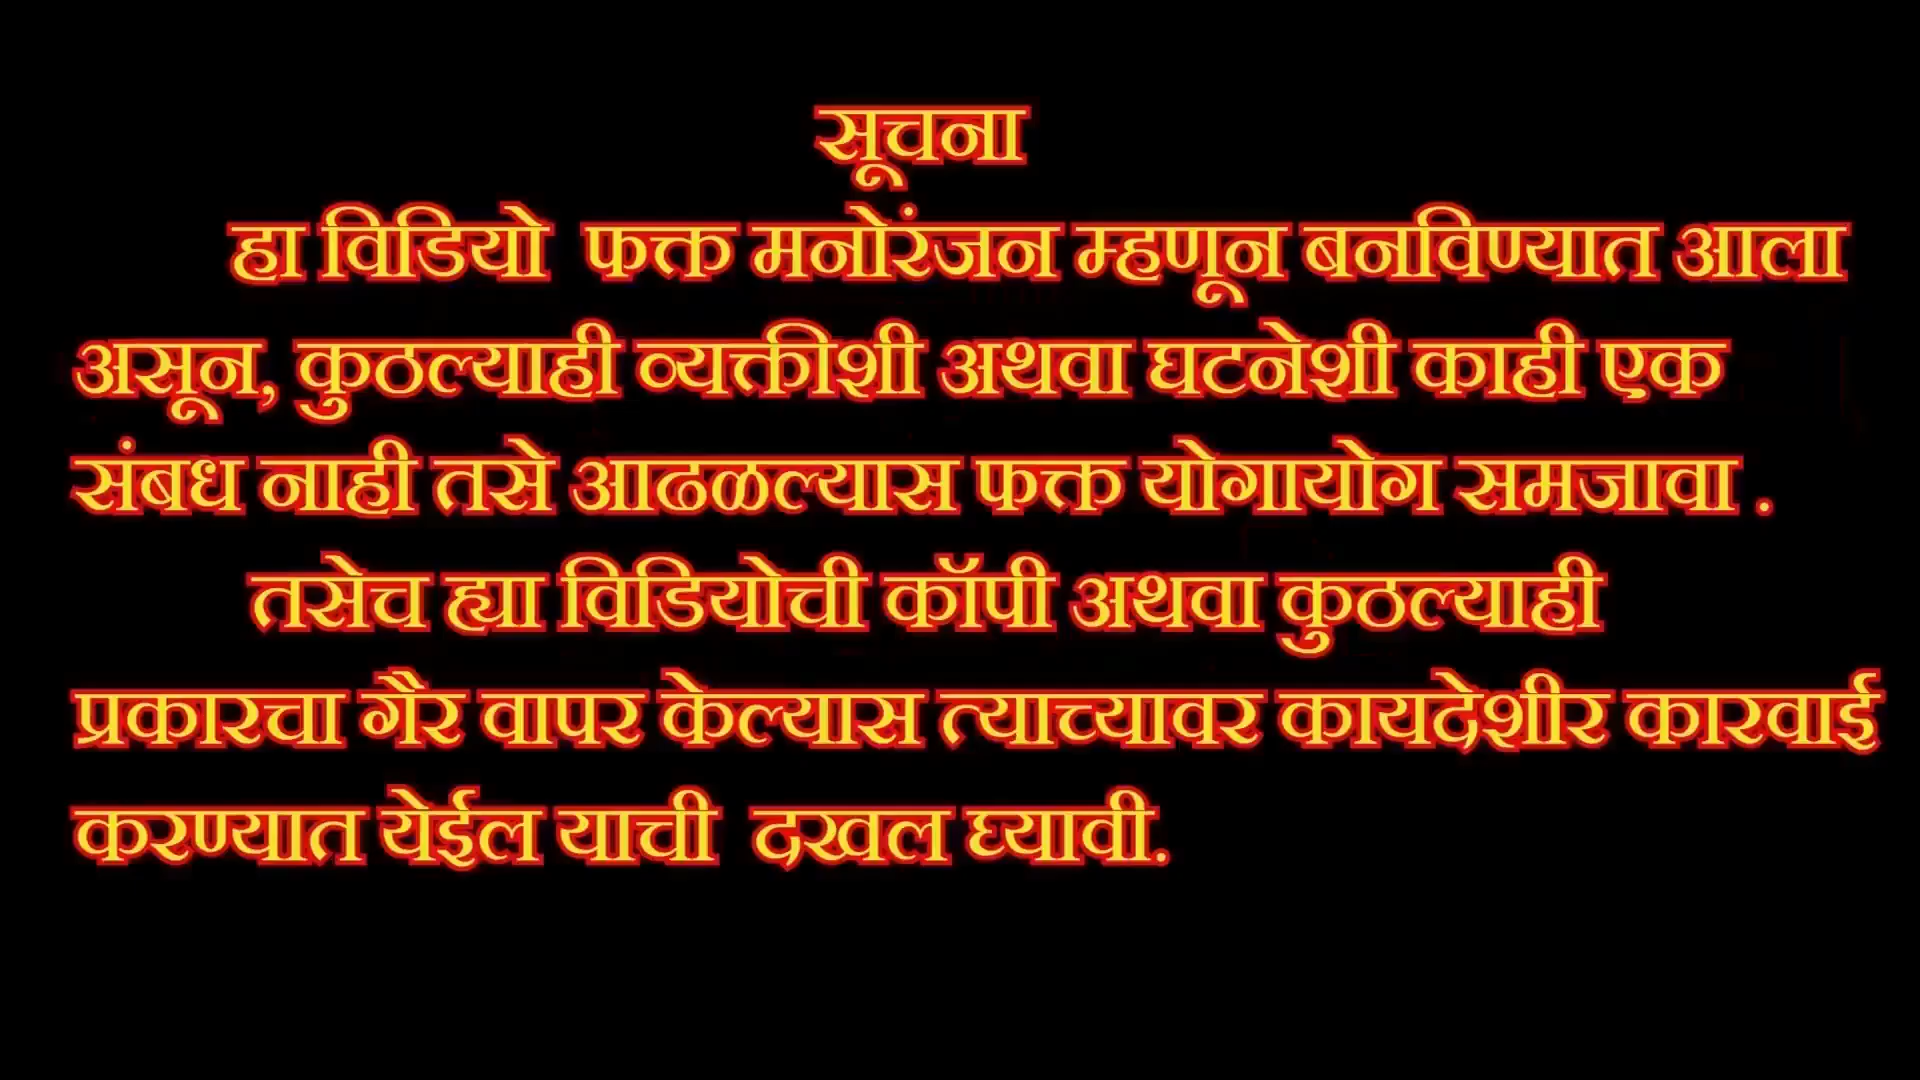 सूचना
हा विडियो फक्त मनोरंजन म्हणून बनविण्यात आला
असून, कुठल्याही व्यक्तीशी अथवा घटनेशी काही एक
संबध नाही तसे आढळल्यास फक्त योगायोग समजावा .
तसेच ह्या विडियोची कॉपी अथवा कुठल्याही
प्रकारचा गैर वापर केल्यास त्याच्यावर कायदेशीर कारवाई
करण्यात येईल याची दखल घ्यावी.